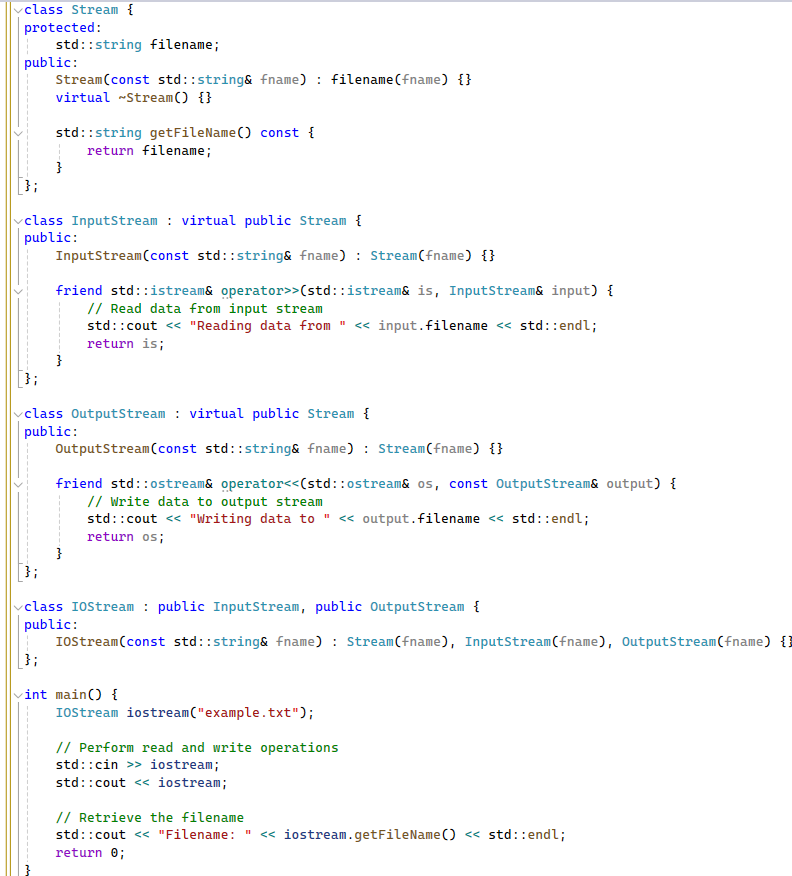 class Stream {
protected:
    std::string filename;
public:
    Stream(const std::string& fname) : filename(fname) {}
    virtual ~Stream() {}

    std::string getFileName() const {
        return filename;
    }
};

class InputStream : virtual public Stream {
public:
    InputStream(const std::string& fname) : Stream(fname) {}

    friend std::istream& operator>>(std::istream& is, InputStream& input) {
        // Read data from input stream
        std::cout << "Reading data from " << input.filename << std::endl;
        return is;
    }
};

class OutputStream : virtual public Stream {
public:
    OutputStream(const std::string& fname) : Stream(fname) {}

    friend std::ostream& operator<<(std::ostream& os, const OutputStream& output) {
        // Write data to output stream
        std::cout << "Writing data to " << output.filename << std::endl;
        return os;
    }
};

class IOStream : public InputStream, public OutputStream {
public:
    IOStream(const std::string& fname) : Stream(fname), InputStream(fname), OutputStream(fname) {}
};

int main() {
    IOStream iostream("example.txt");

    // Perform read and write operations
    std::cin >> iostream;
    std::cout << iostream;

    // Retrieve the filename
    std::cout << "Filename: " << iostream.getFileName() << std::endl;
    return 0;
}